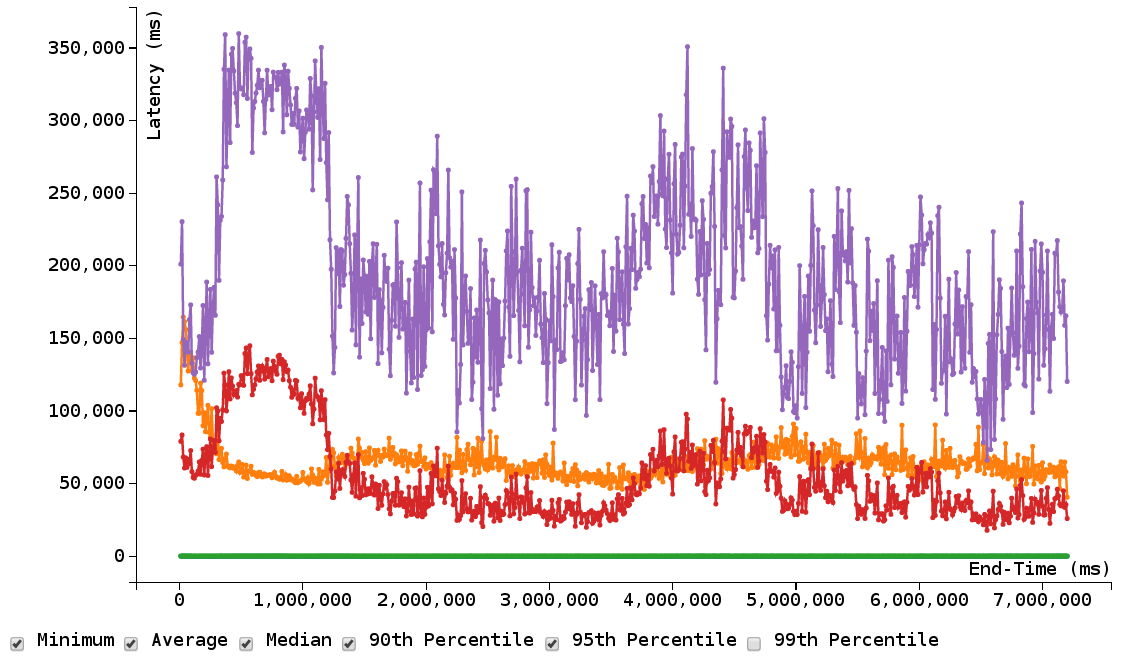 Latency (ms)
350,000
300,000
250,000
200,000
150,000
100,000
50,000
0
End-Time (ms)
0 1,000,000 2,000,000 3,000,000 4,000,000 5,000,000 6,000,000 7,000,000
Minimum Average Median 90th Percentile 95th Percentile 99th Percentile